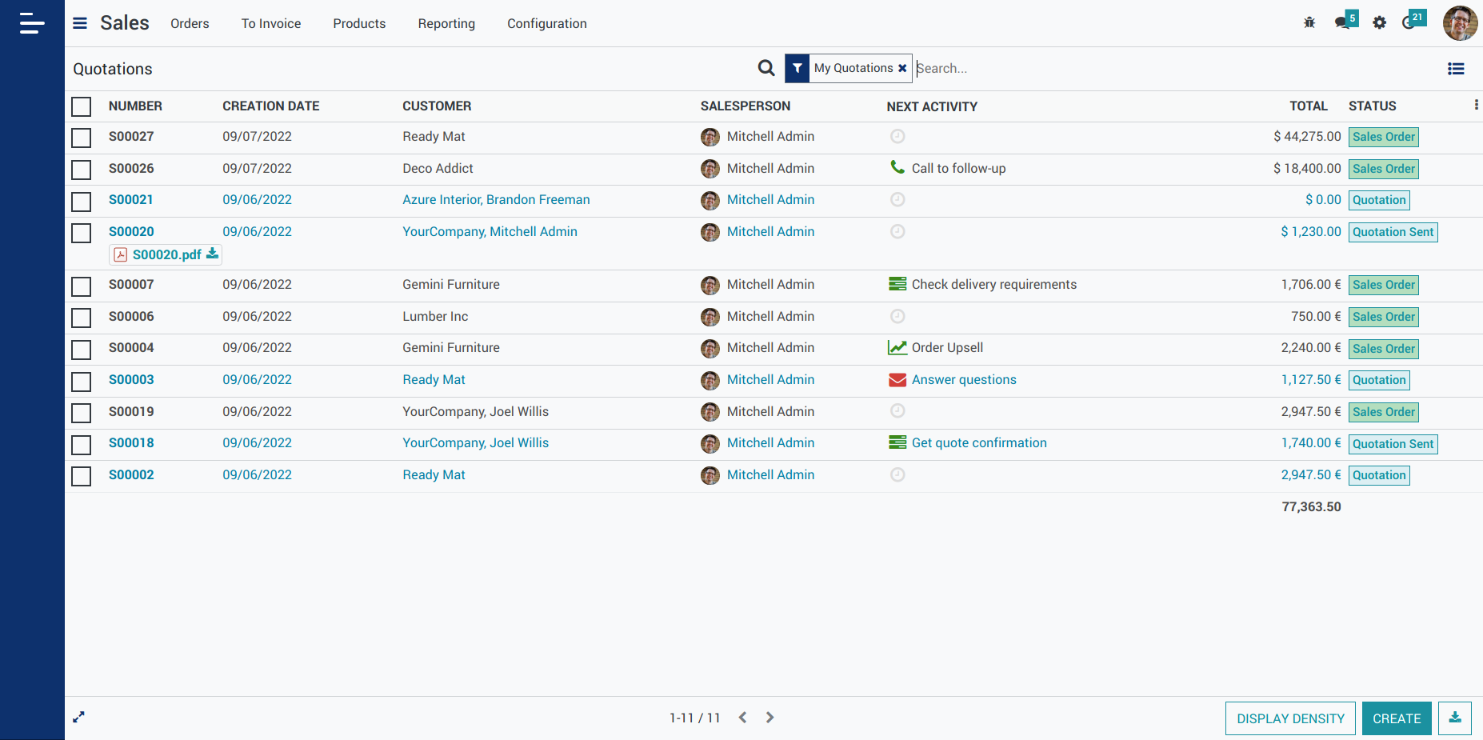 Sales Orders To Invoice Products Reporting Configuration 5 21
Quotations My Quotations × Search...
NUMBER CREATION DATE CUSTOMER SALESPERSON NEXT ACTIVITY TOTAL STATUS
S00027 09/07/2022 Ready Mat Mitchell Admin $ 44,275.00 Sales Order
S00026 09/07/2022 Deco Addict Mitchell Admin Call to follow-up $ 18,400.00 Sales Order
S00021 09/06/2022 Azure Interior, Brandon Freeman Mitchell Admin $ 0.00 Quotation
S00020 09/06/2022 YourCompany, Mitchell Admin Mitchell Admin $ 1,230.00 Quotation Sent
S00020.pdf
S00007 09/06/2022 Gemini Furniture Mitchell Admin Check delivery requirements 1,706.00 € Sales Order
S00006 09/06/2022 Lumber Inc Mitchell Admin 750.00 € Sales Order
S00004 09/06/2022 Gemini Furniture Mitchell Admin Order Upsell 2,240.00 € Sales Order
S00003 09/06/2022 Ready Mat Mitchell Admin Answer questions 1,127.50 € Quotation
S00019 09/06/2022 YourCompany, Joel Willis Mitchell Admin 2,947.50 € Sales Order
S00018 09/06/2022 YourCompany, Joel Willis Mitchell Admin Get quote confirmation 1,740.00 € Quotation Sent
S00002 09/06/2022 Ready Mat Mitchell Admin 2,947.50 € Quotation
77,363.50
1-11 / 11 DISPLAY DENSITY CREATE